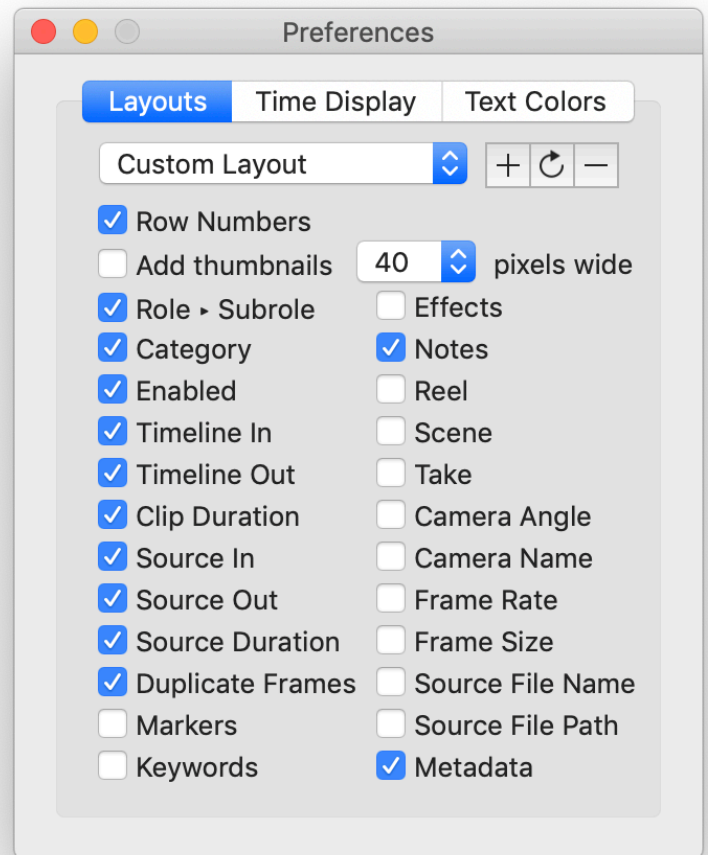 Preferences
Layouts Time Display Text Colors
Custom Layout
Row Numbers
Add thumbnails 40 pixels wide
Role ▸ Subrole Effects
Category Notes
Enabled Reel
Timeline In Scene
Timeline Out Take
Clip Duration Camera Angle
Source In Camera Name
Source Out Frame Rate
Source Duration Frame Size
Duplicate Frames Source File Name
Markers Source File Path
Keywords Metadata